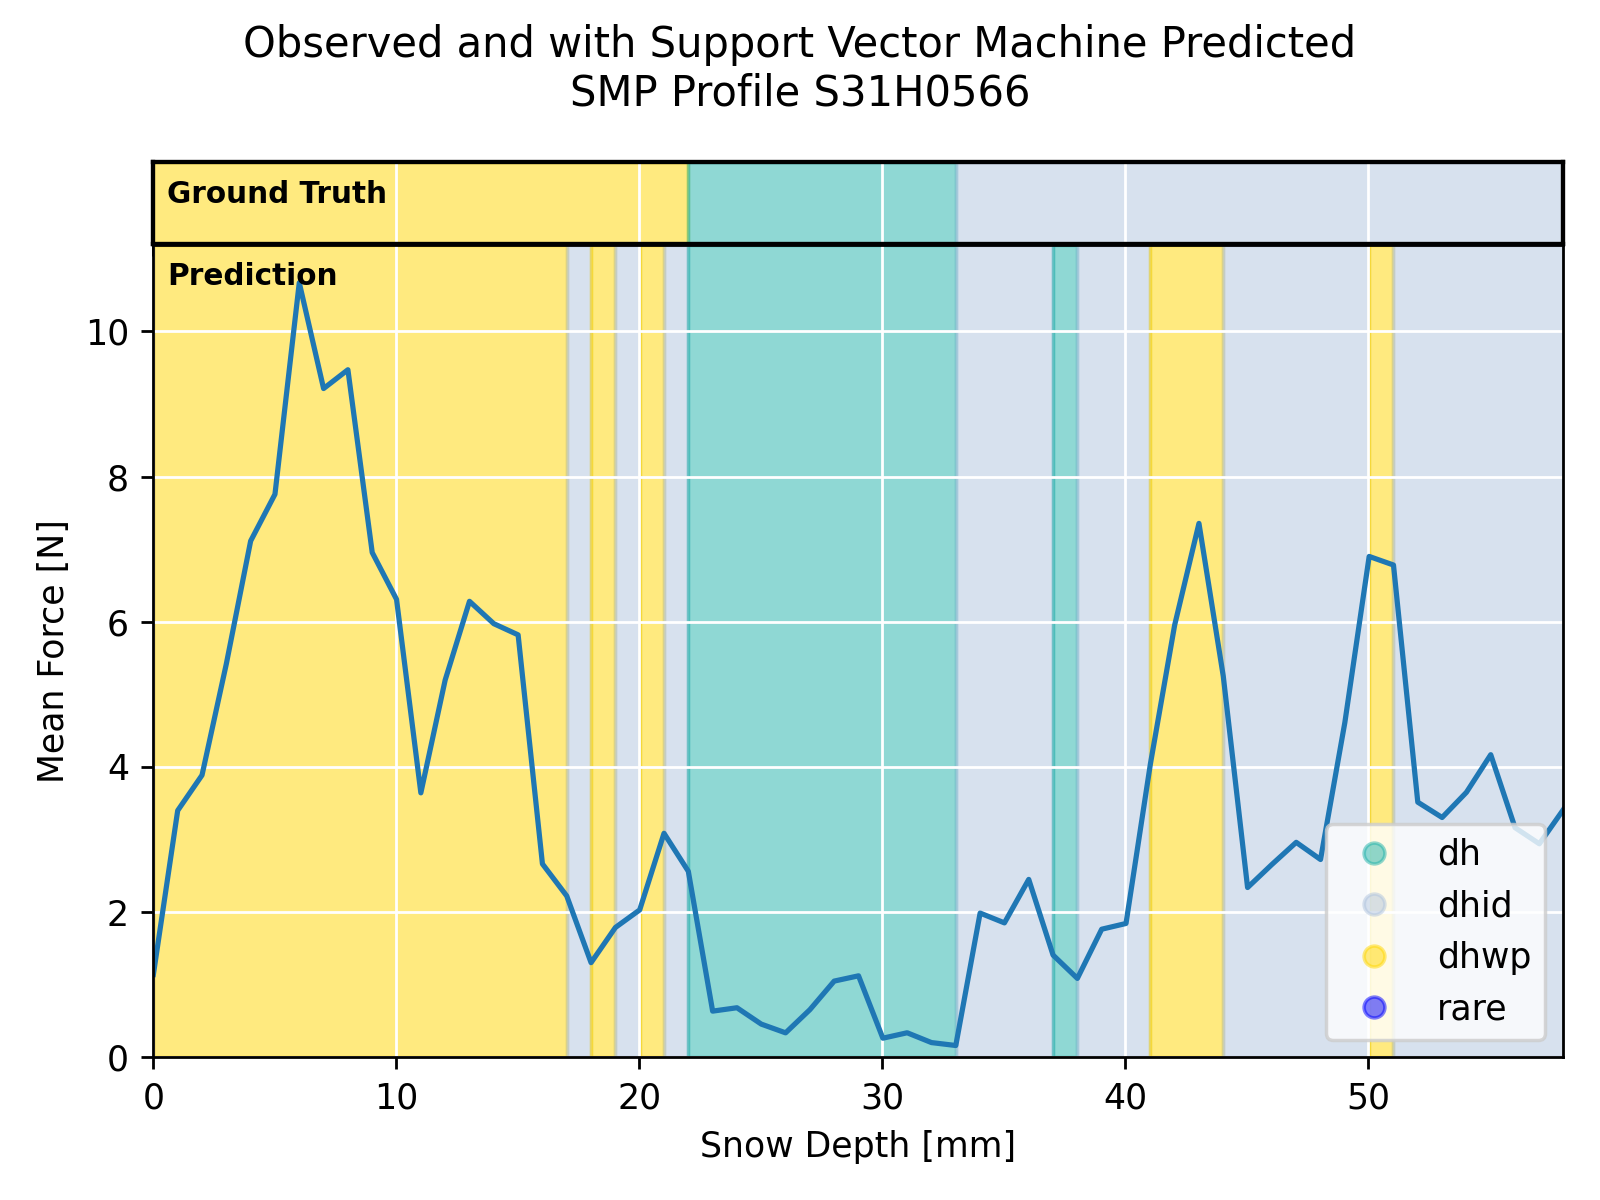 Observed and with Support Vector Machine Predicted
SMP Profile S31H0566
Ground Truth
Prediction
Mean Force [N]
10
8
6
4
2
0
dh
dhid
dhwp
rare
0 10 20 30 40 50
Snow Depth [mm]